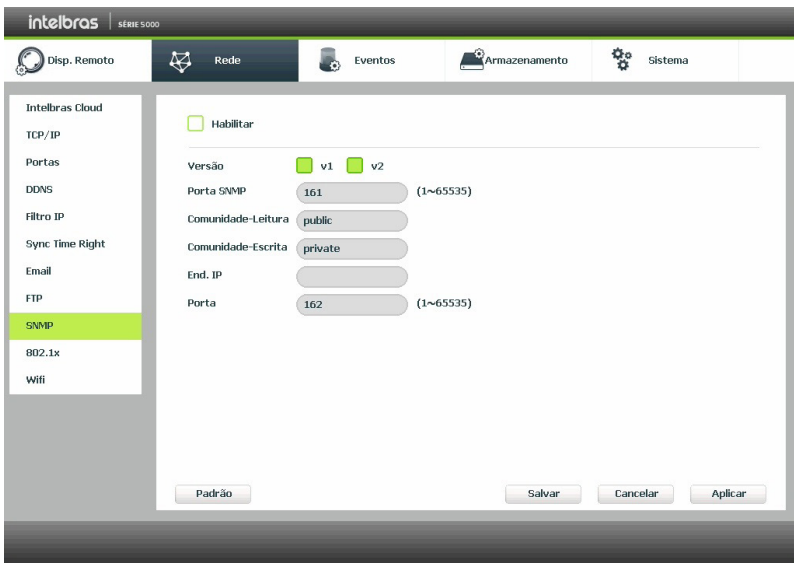 intelbras SÉRIE 5000
Disp. Remoto Rede Eventos Armazenamento Sistema
Intelbras Cloud
TCP/IP
Portas
DDNS
Filtro IP
Sync Time Right
Email
FTP
SNMP
802.1x
Wifi
Habilitar
Versão v1 v2
Porta SNMP 161 (1~65535)
Comunidade-Leitura public
Comunidade-Escrita private
End. IP
Porta 162 (1~65535)
Padrão Salvar Cancelar Aplicar